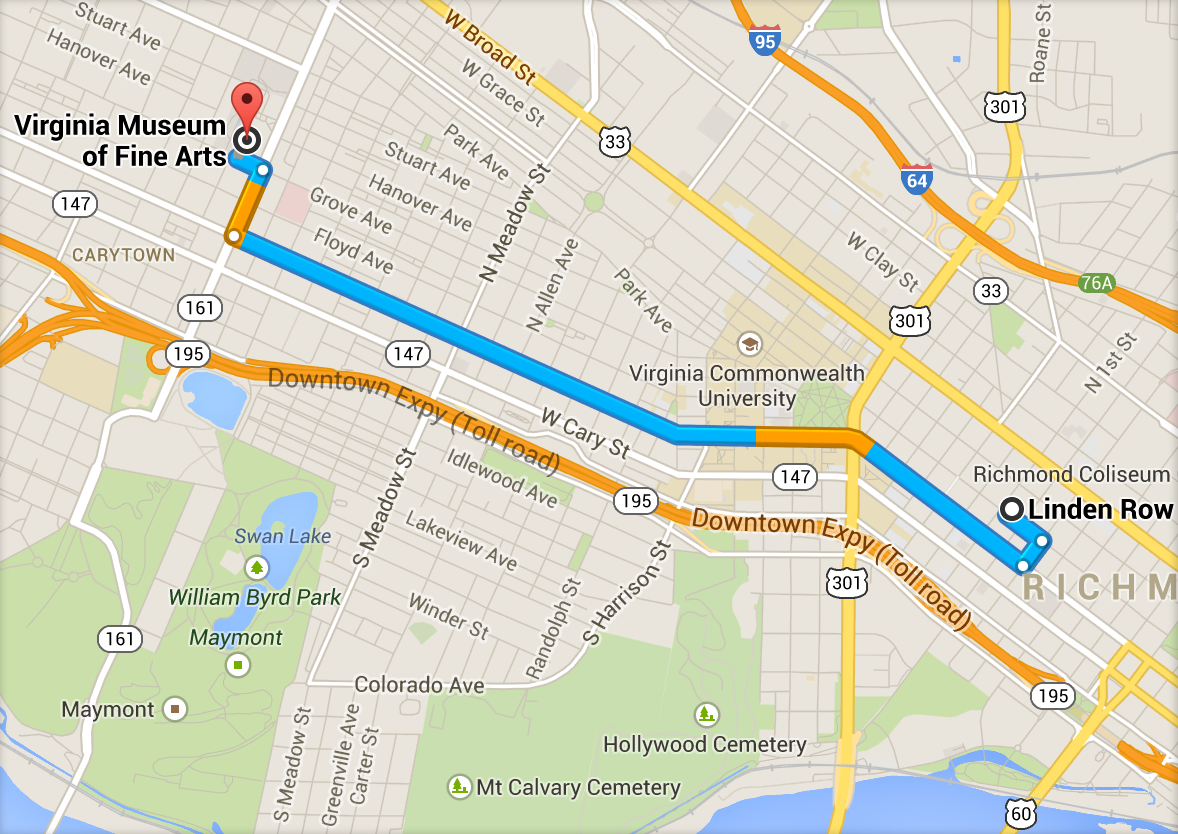 Stuart Ave
Hanover Ave
W Broad St
W Grace St
95
Roane St
301
33
64
Virginia Museum
of Fine Arts
Park Ave
Stuart Ave
Hanover Ave
Grove Ave
Floyd Ave
N Meadow St
147
CARYTOWN
161
195
N Allen Ave
Park Ave
W Clay St
76A
33
301
N 1st St
147
Virginia Commonwealth
University
Downtown Expy (Toll road)
W Cary St
147
Richmond Coliseum
Linden Row
Idlewood Ave
195
Downtown Expy (Toll road)
S Meadow St
Lakeview Ave
Swan Lake
William Byrd Park
Maymont
161
Winder St
Randolph St
S Harrison St
301
RICHM
Colorado Ave
195
Maymont
S Meadow St
Greenville Ave
Carter St
Hollywood Cemetery
Mt Calvary Cemetery
60